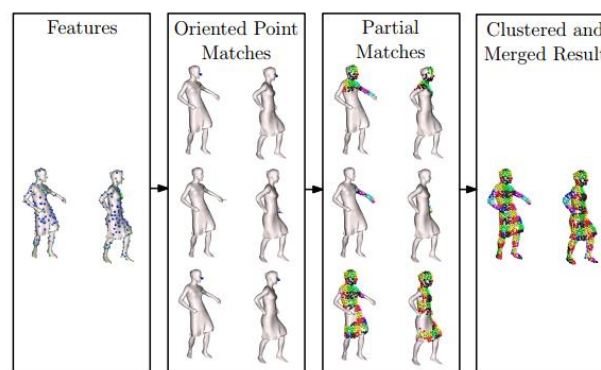 Features
Oriented Point
Matches
Partial
Matches
Clustered and
Merged Result